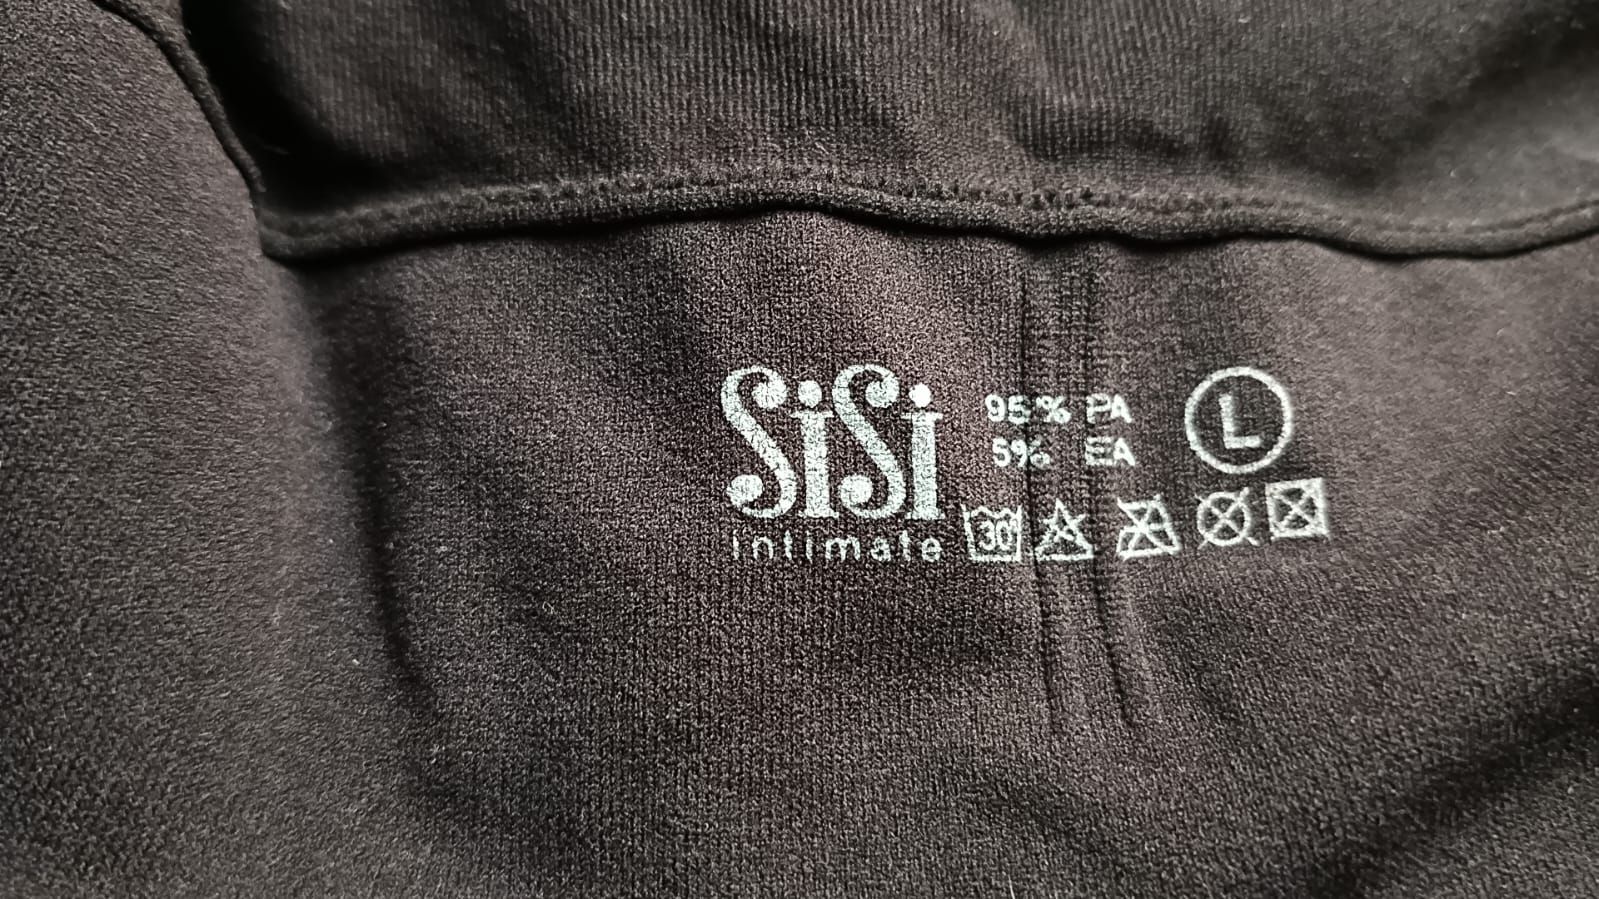 SiSi
intimate
95% PA
5% EA
L
30